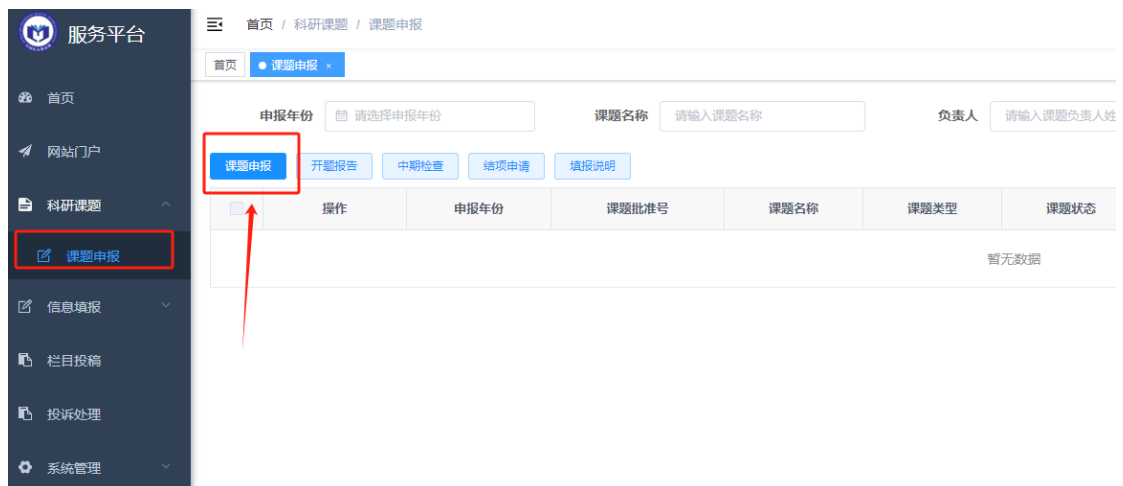 服务平台
首页 / 科研课题 / 课题申报
首页 课题申报 ×
首页
网站门户
科研课题
课题申报
信息填报
栏目投稿
投诉处理
系统管理
申报年份 请选择申报年份 课题名称 请输入课题名称 负责人 请输入课题负责人姓
课题申报 开题报告 中期检查 结项申请 填报说明
操作 申报年份 课题批准号 课题名称 课题类型 课题状态
暂无数据